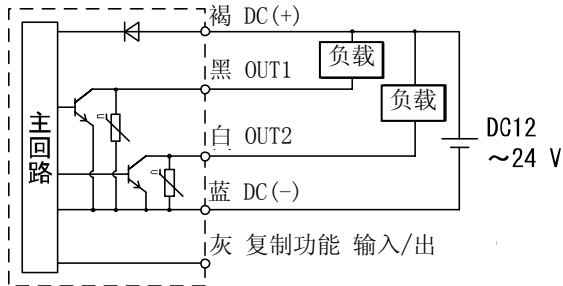 褐 DC(+)
负载
黑 OUT1
负载
主回路
DC12
～24 V
白 OUT2
蓝 DC(-)
灰 复制功能 输入/出